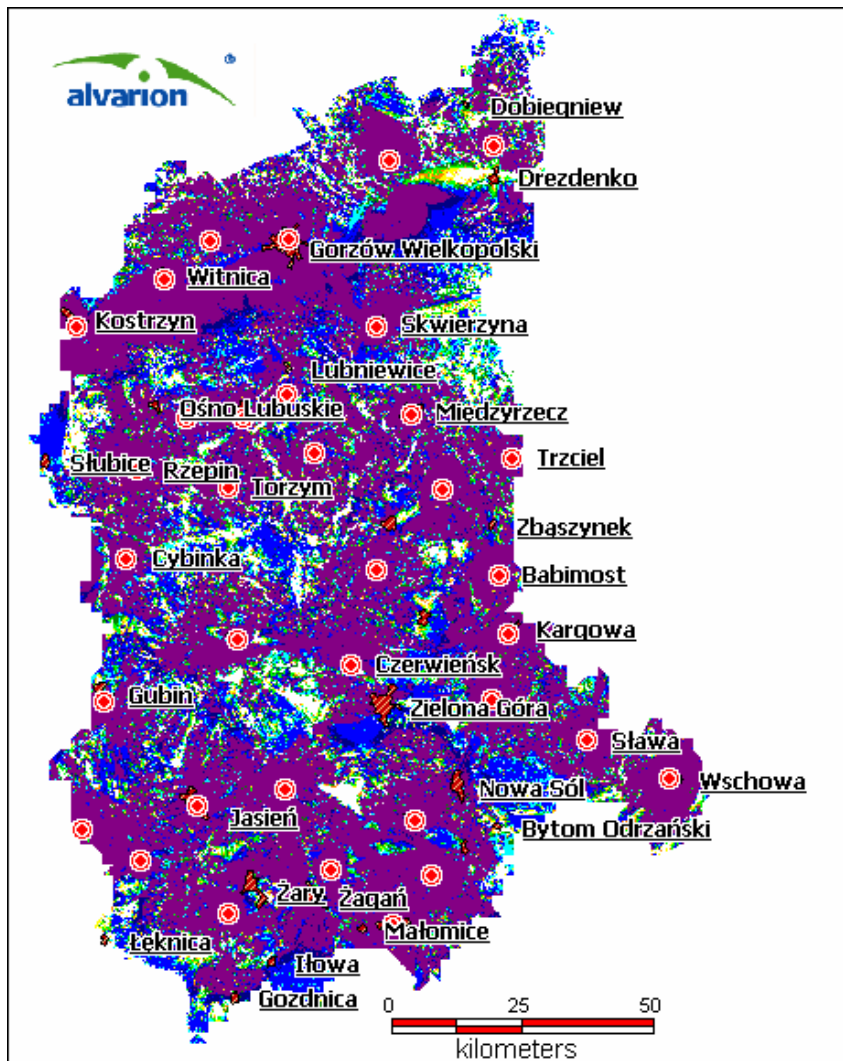 alvarion
®
Dobiegniew
Drezdenko
Gorzów Wielkopolski
Witnica
Kostrzyn
Skwierzyna
Lubniewice
Ośno Lubuskie
Międzyrzecz
Słubice
Rzepin
Torzym
Trzciel
Zbąszynek
Cybinka
Babimost
Kargowa
Czerwieńsk
Gubin
Zielona Góra
Sława
Wschowa
Nowa Sól
Jasień
Bytom Odrzański
Żary
Żagań
Małomice
Łęknica
Iłowa
Gozdnica
0 25 50
kilometers